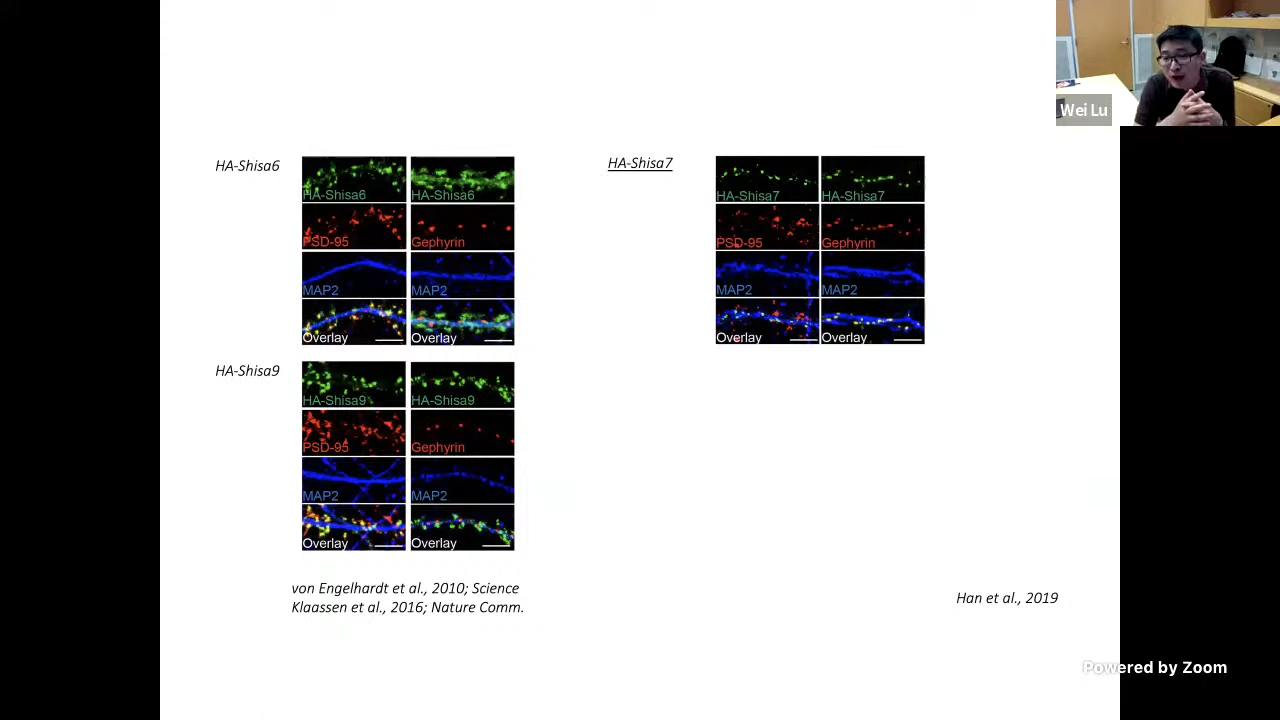 Wei Lu
HA-Shisa6
HA-Shisa6
HA-Shisa6
PSD-95
Gephyrin
MAP2
MAP2
Overlay
Overlay
HA-Shisa7
HA-Shisa7
HA-Shisa7
PSD-95
Gephyrin
MAP2
MAP2
Overlay
Overlay
HA-Shisa9
HA-Shisa9
HA-Shisa9
PSD-95
Gephyrin
MAP2
MAP2
Overlay
Overlay
von Engelhardt et al., 2010; Science
Klaassen et al., 2016; Nature Comm.
Han et al., 2019
Powered by Zoom